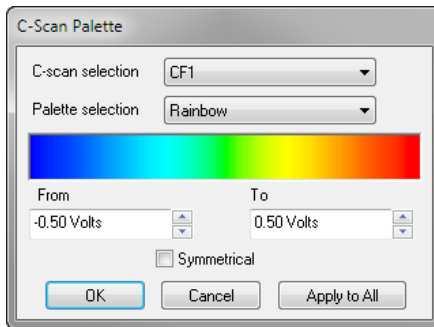 C-Scan Palette
C-scan selection CF1
Palette selection Rainbow
From To
-0.50 Volts 0.50 Volts
Symmetrical
OK Cancel Apply to All